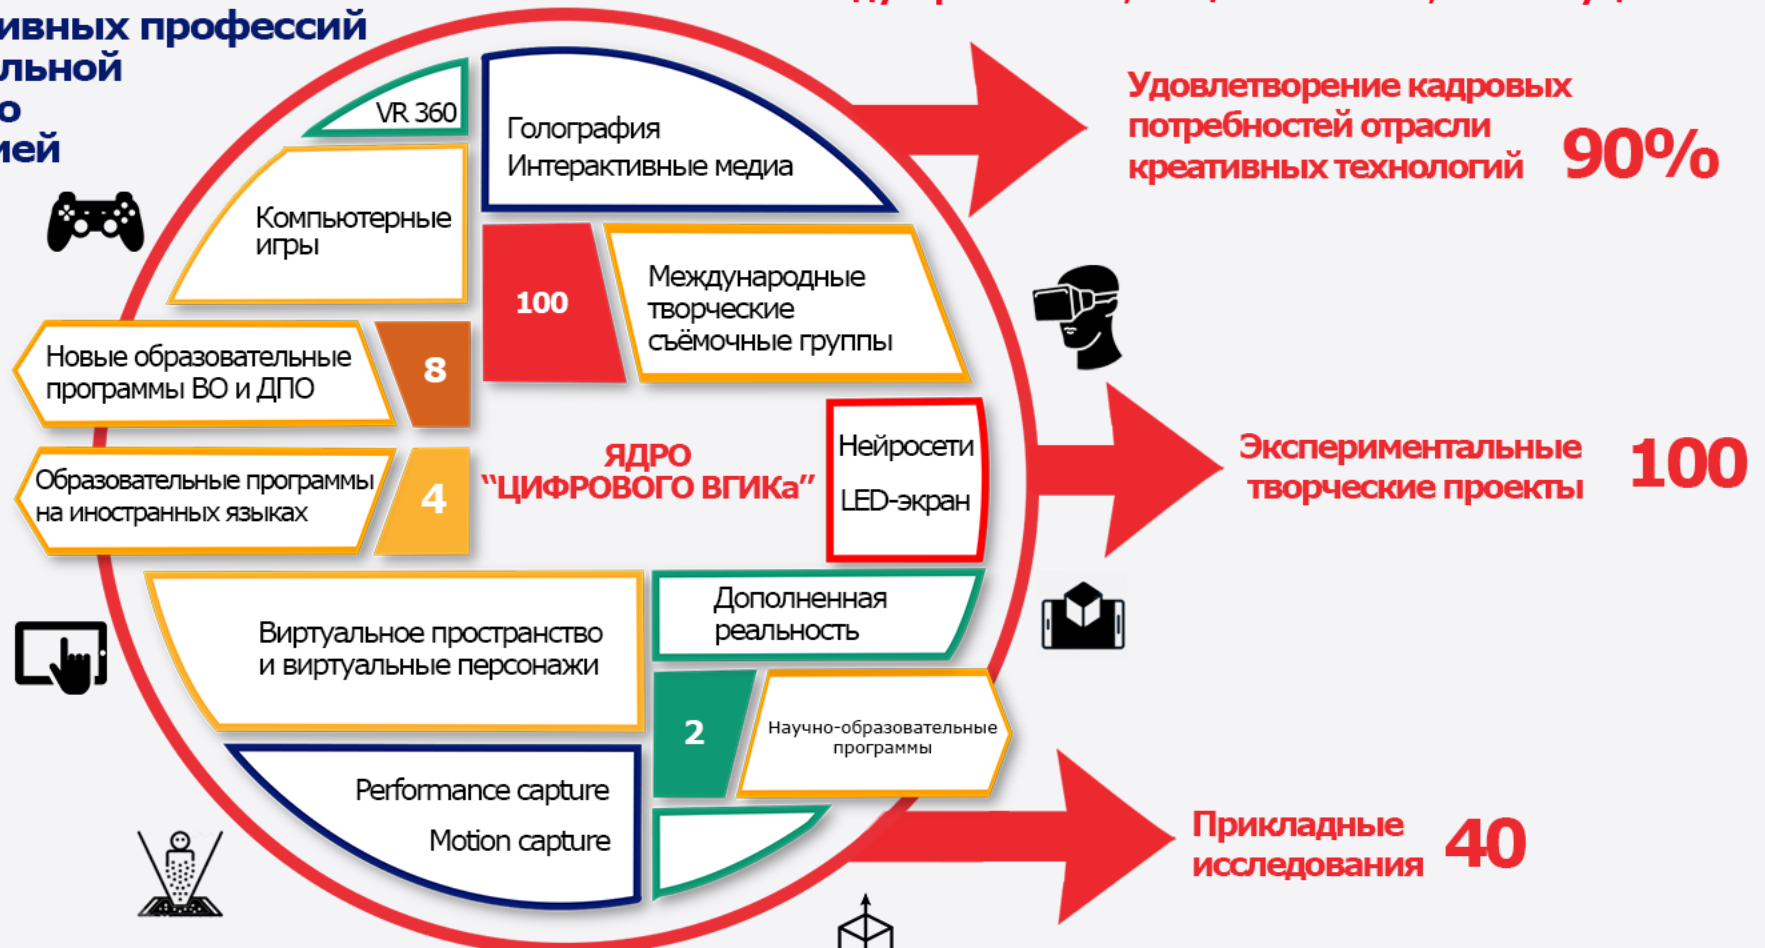 ивных профессий
льной
о
ией
VR 360
Голография
Интерактивные медиа
Компьютерные
игры
100
Международные
творческие
съёмочные группы
Новые образовательные
программы ВО и ДПО
8
Образовательные программы
на иностранных языках
4
ЯДРО
“ЦИФРОВОГО ВГИКа”
Нейросети
LED-экран
Виртуальное пространство
и виртуальные персонажи
Дополненная
реальность
2
Научно-образовательные
программы
Performance capture
Motion capture
Удовлетворение кадровых
потребностей отрасли
креативных технологий 90%
Экспериментальные
творческие проекты 100
Прикладные
исследования 40